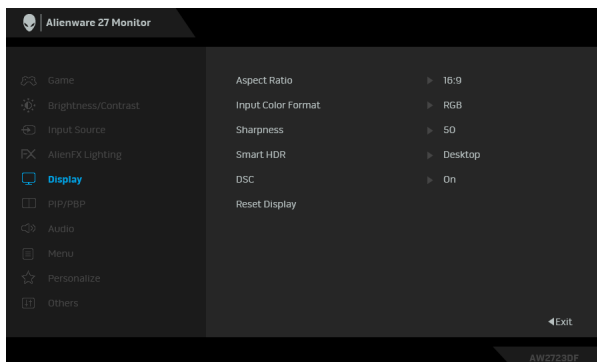 Alienware 27 Monitor
Game
Brightness/Contrast
Input Source
FX AlienFX Lighting
Display
PIP/PBP
Audio
Menu
Personalize
Others
Aspect Ratio 16:9
Input Color Format RGB
Sharpness 50
Smart HDR Desktop
DSC On
Reset Display
Exit
AW2723DF